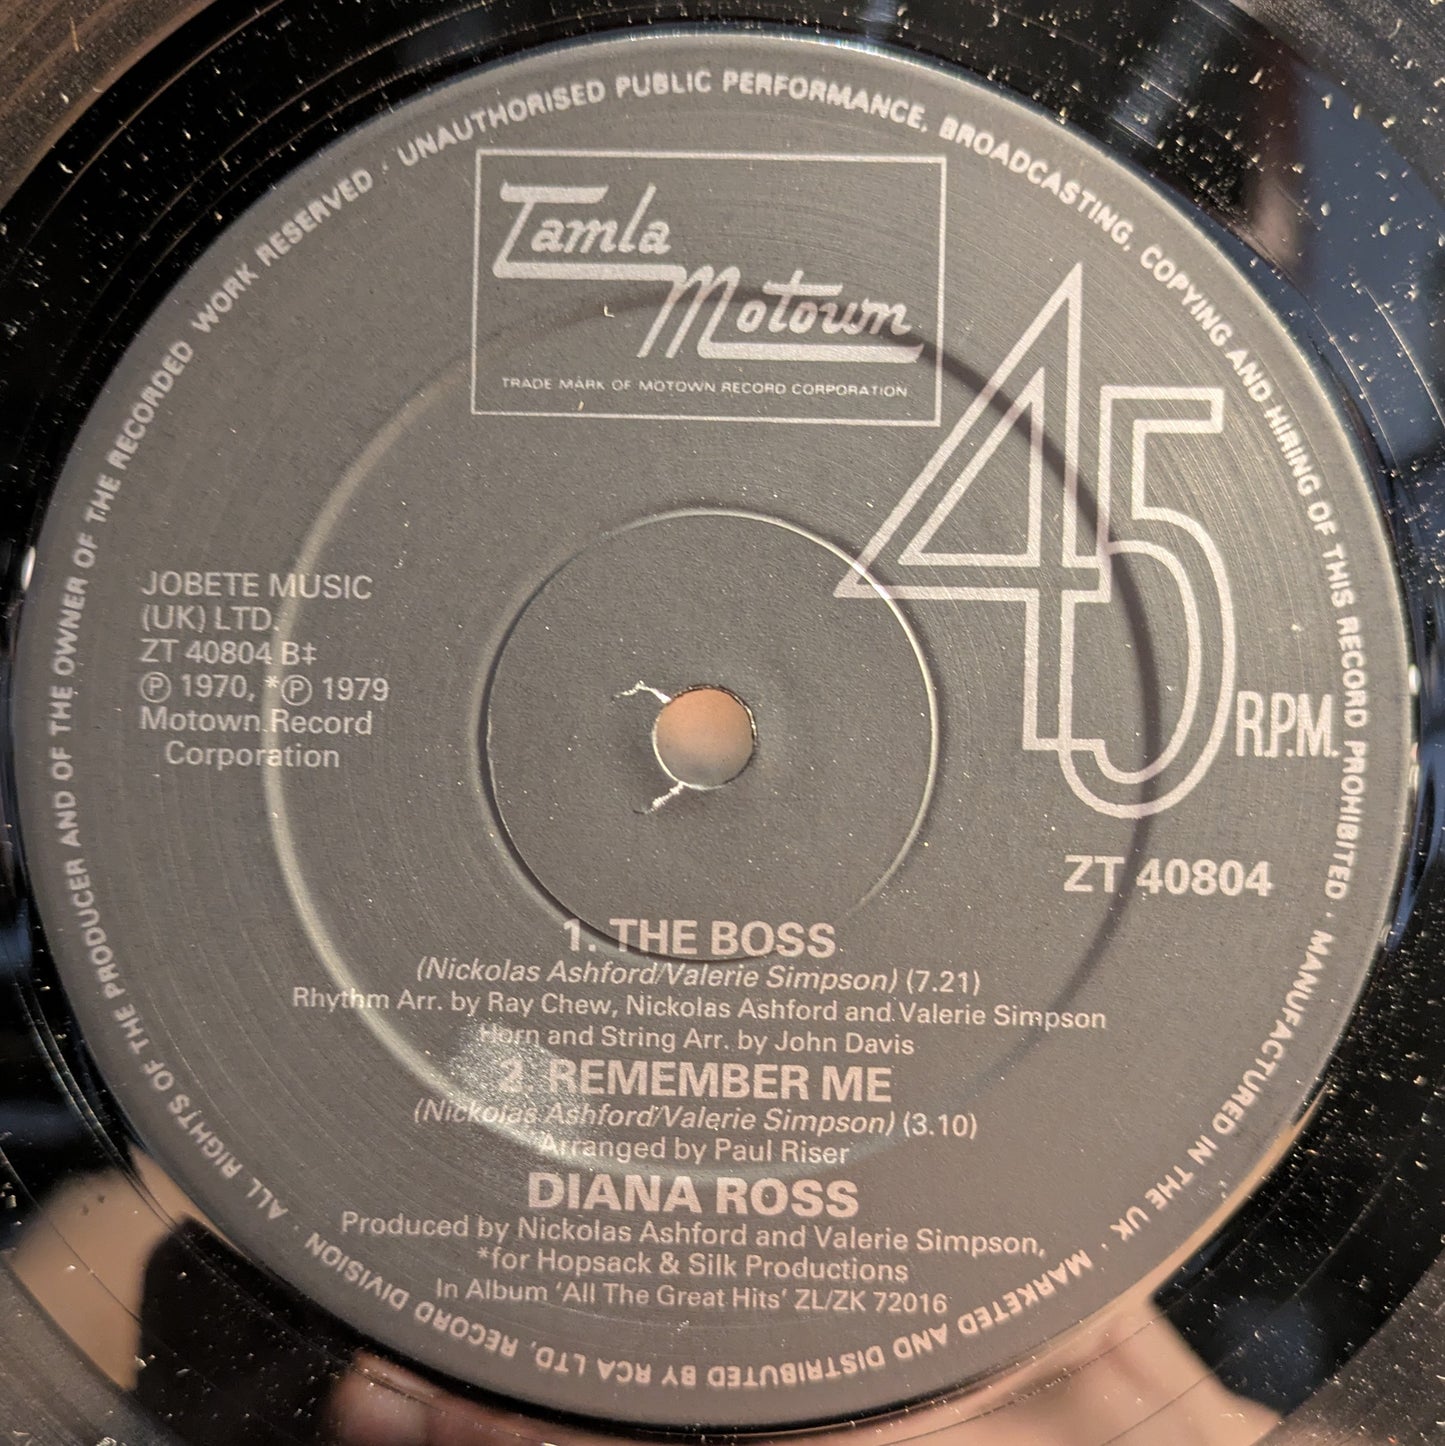 UNAUTHORISED PUBLIC PERFORMANCE, BROADCASTING, COPYING AND HIRING OF THIS RECORD PROHIBITED · MANUFACTURED IN THE UK · MARKETED AND DISTRIBUTED BY RCA LTD, RECORD DIVISION · ALL RIGHTS OF THE PRODUCER AND OF THE OWNER OF THE RECORDED WORK RESERVED ·
Tamla
Motown
TRADE MARK OF MOTOWN RECORD CORPORATION
45
R.P.M.
JOBETE MUSIC
(UK) LTD.
ZT 40804 B‡
℗ 1970, *℗ 1979
Motown Record
Corporation
ZT 40804
1. THE BOSS
(Nickolas Ashford/Valerie Simpson) (7.21)
Rhythm Arr. by Ray Chew, Nickolas Ashford and Valerie Simpson
Horn and String Arr. by John Davis
2. REMEMBER ME
(Nickolas Ashford/Valerie Simpson) (3.10)
Arranged by Paul Riser
DIANA ROSS
Produced by Nickolas Ashford and Valerie Simpson,
*for Hopsack & Silk Productions
In Album 'All The Great Hits' ZL/ZK 72016